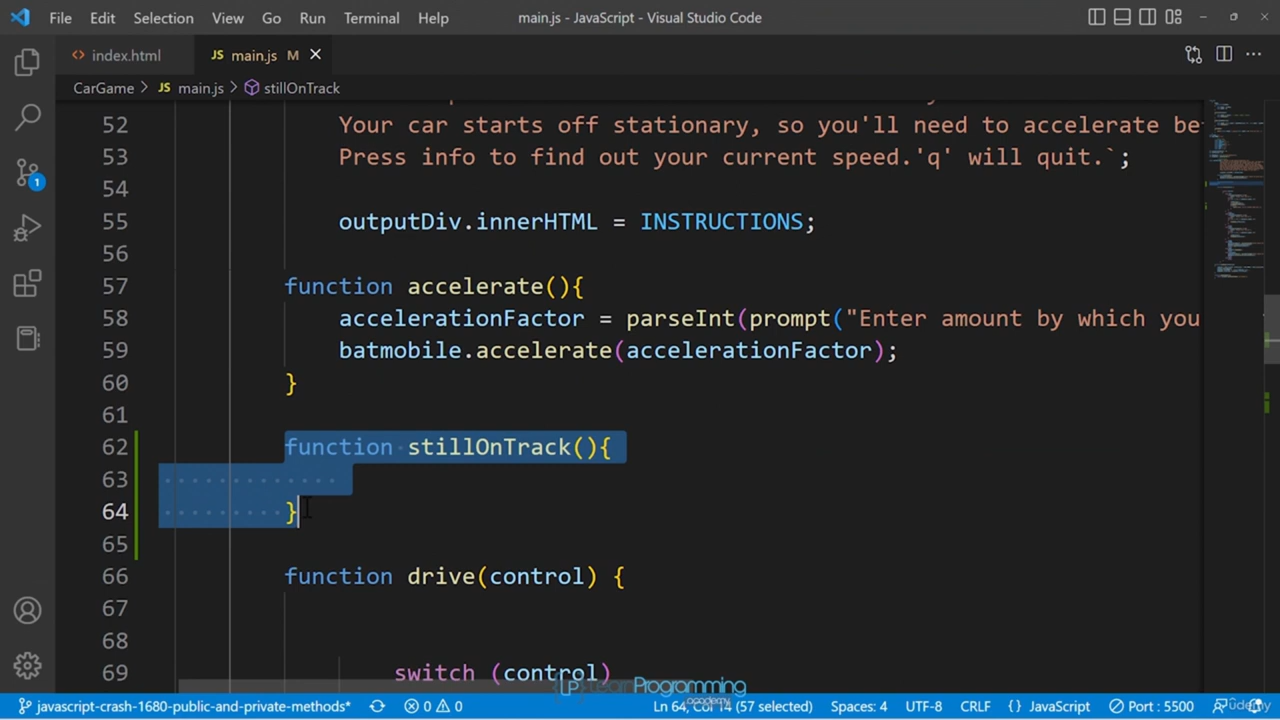 File Edit Selection View Go Run Terminal Help main.js - JavaScript - Visual Studio Code
index.html JS main.js M
CarGame > JS main.js > stillOnTrack
52 Your car starts off stationary, so you'll need to accelerate be
53 Press info to find out your current speed.'q' will quit.`;
54
55 outputDiv.innerHTML = INSTRUCTIONS;
56
57 function accelerate(){
58 accelerationFactor = parseInt(prompt("Enter amount by which you
59 batmobile.accelerate(accelerationFactor);
60 }
61
62 function stillOnTrack(){
63
64 }
65
66 function drive(control) {
67
68
69 switch (control)
1
LP learnProgramming
academy
javascript-crash-1680-public-and-private-methods* 0 0 Ln 64, Col 14 (57 selected) Spaces: 4 UTF-8 CRLF {} JavaScript Port : 5500
Udemy